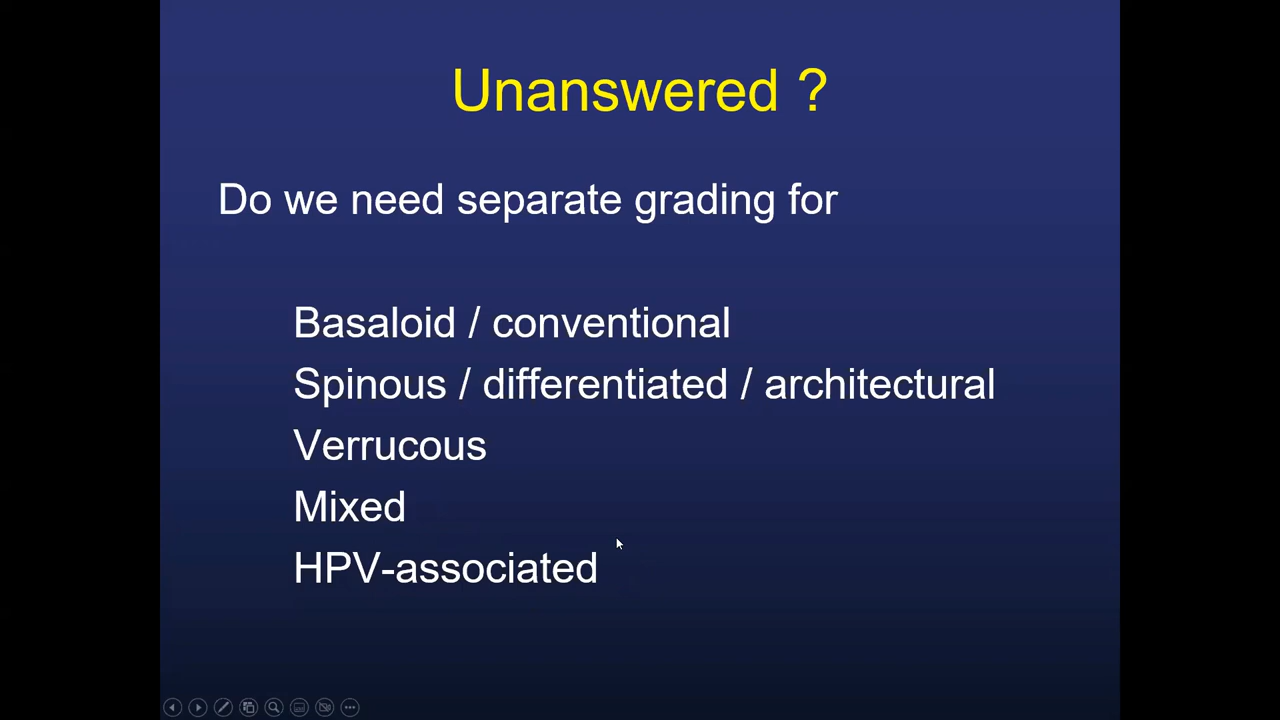 Unanswered ?
Do we need separate grading for
Basaloid / conventional
Spinous / differentiated / architectural
Verrucous
Mixed
HPV-associated